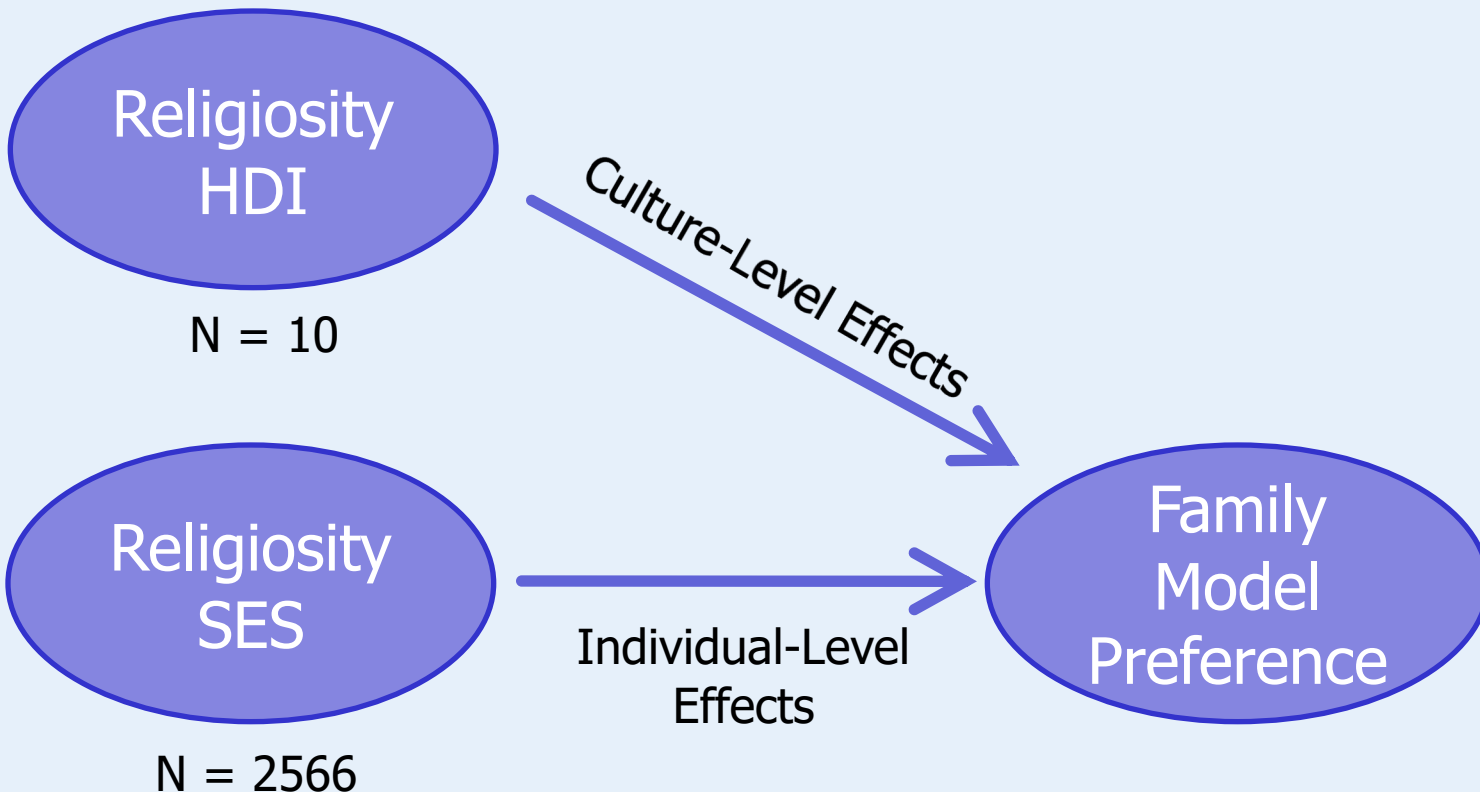 Religiosity
HDI
N = 10
Culture-Level Effects
Religiosity
SES
N = 2566
Individual-Level
Effects
Family
Model
Preference